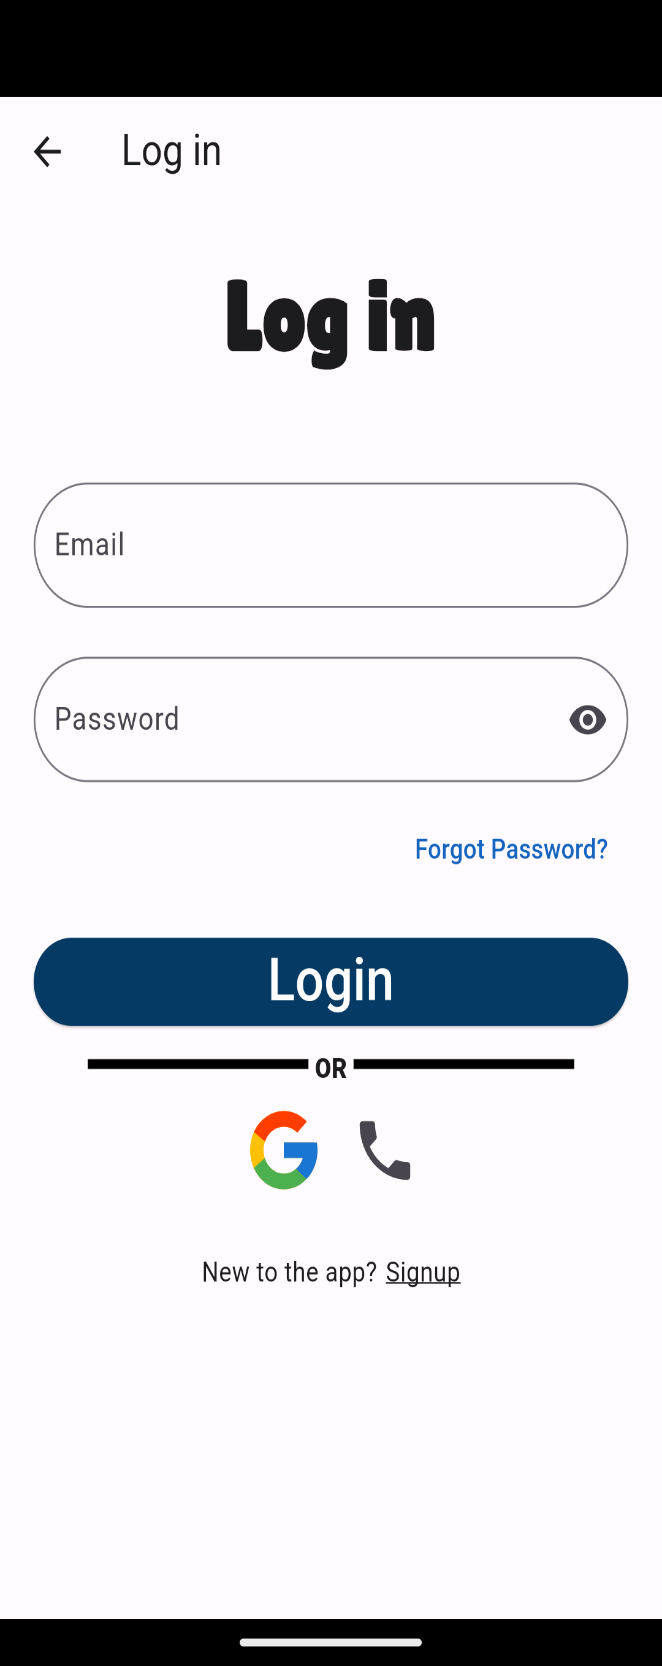 Log in
Log in
Email
Password
Forgot Password?
Login
OR
New to the app? Signup